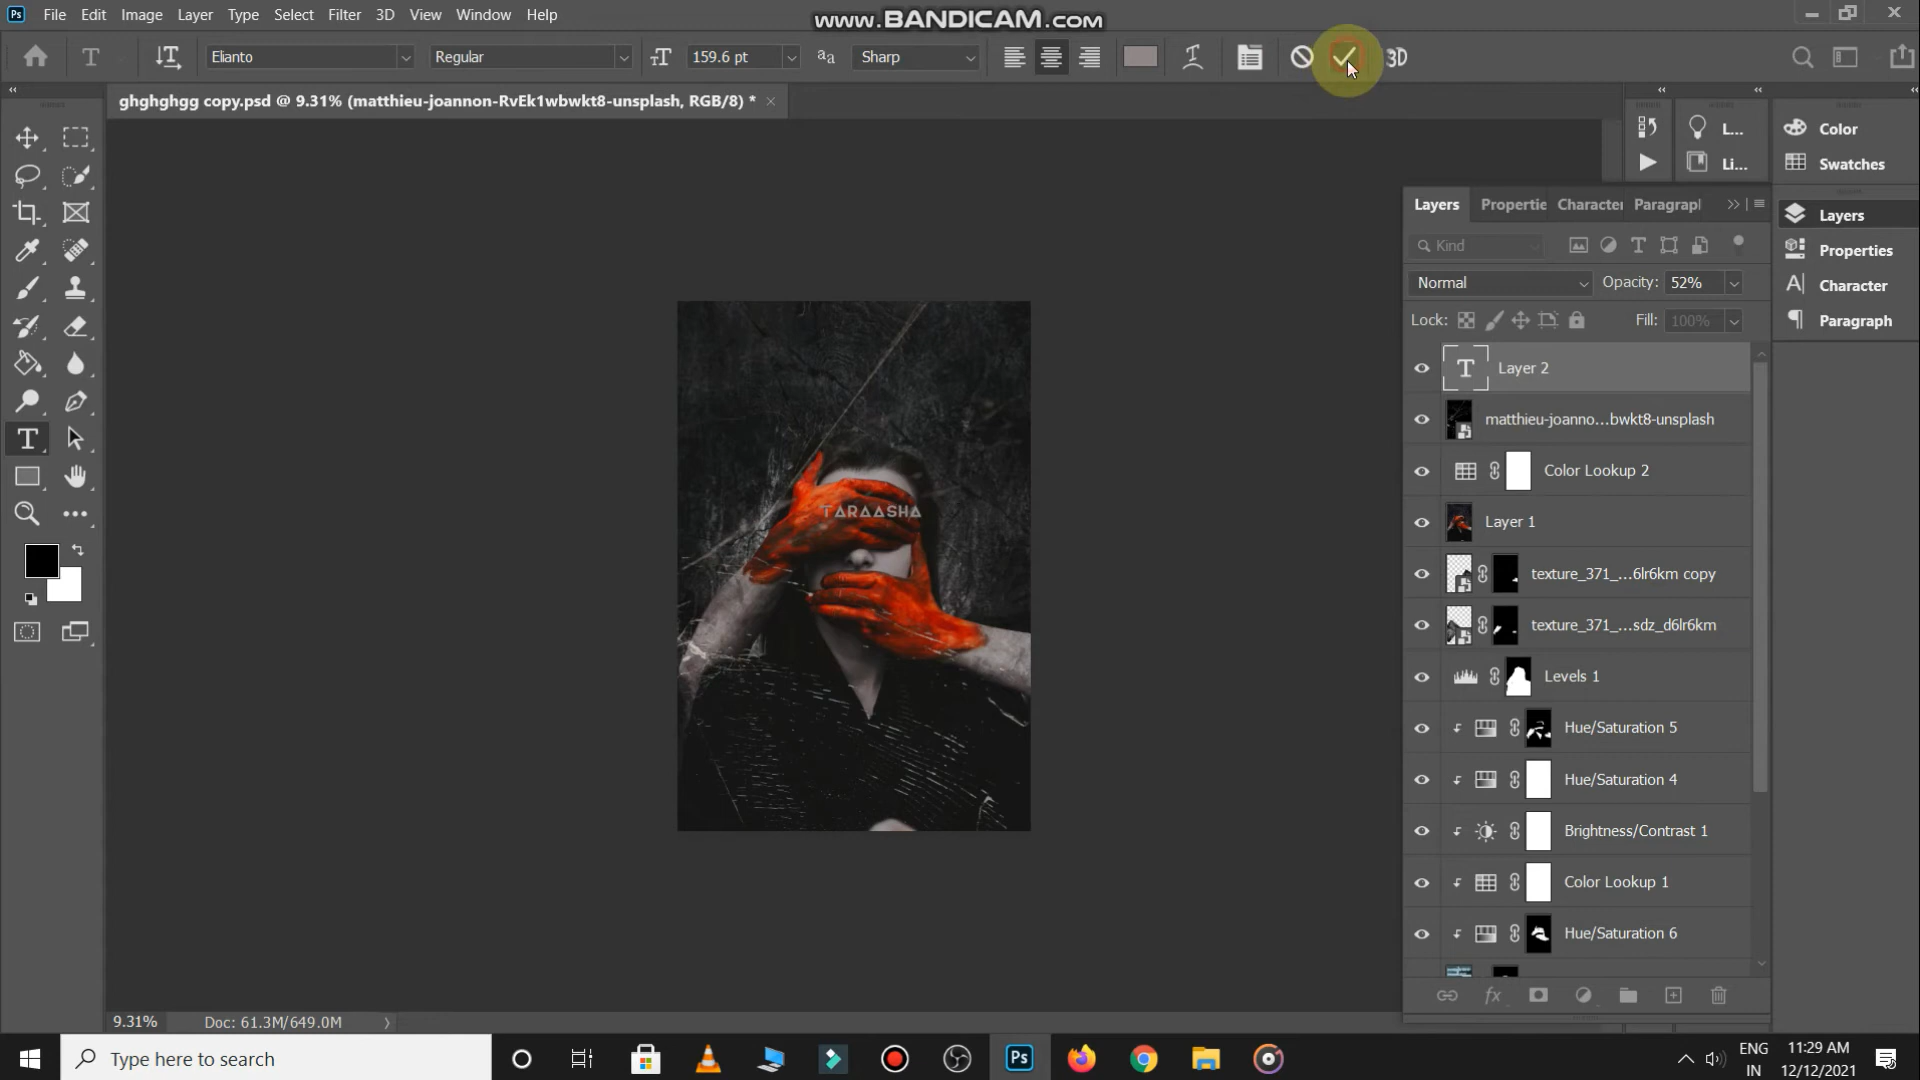 www.BANDICAM.com
Ps File Edit Image Layer Type Select Filter 3D View Window Help
T Elianto Regular 159.6 pt Sharp 3D
ghghghgg copy.psd @ 9.31% (matthieu-joannon-RvEk1wbwkt8-unsplash, RGB/8) *
L... Color
Li... Swatches
Layers Propertie Character Paragrapl
Layers
Kind
Properties
Normal Opacity: 52%
Character
Lock: Fill: 100%
Paragraph
T Layer 2
matthieu-joanno...bwkt8-unsplash
Color Lookup 2
TARAASHA
Layer 1
texture_371_...6lr6km copy
texture_371_...sdz_d6lr6km
Levels 1
Hue/Saturation 5
Hue/Saturation 4
Brightness/Contrast 1
Color Lookup 1
Hue/Saturation 6
fx
9.31% Doc: 61.3M/649.0M
Type here to search
Ps
ENG 11:29 AM
IN 12/12/2021